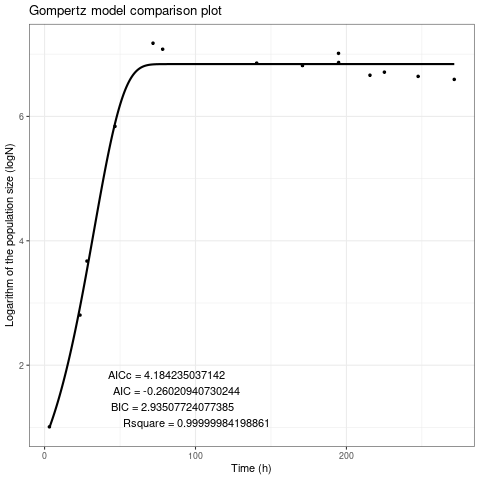 Gompertz model comparison plot
Logarithm of the population size (logN)
6
4
2
AICc = 4.184235037142
AIC = -0.26020940730244
BIC = 2.93507724077385
Rsquare = 0.99999984198861
0 100 200
Time (h)